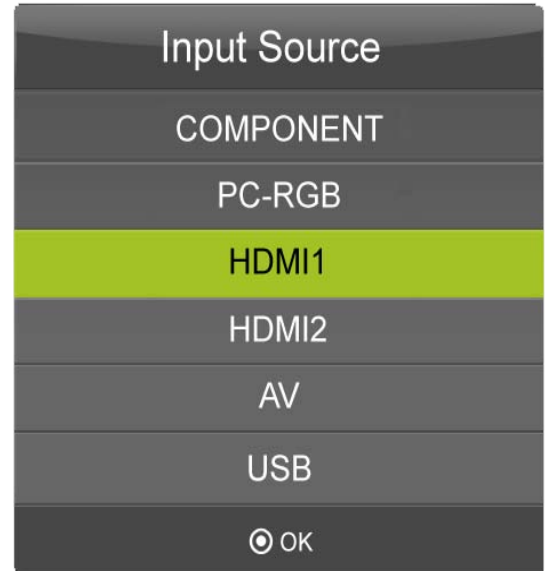 Input Source
COMPONENT
PC-RGB
HDMI1
HDMI2
AV
USB
OK